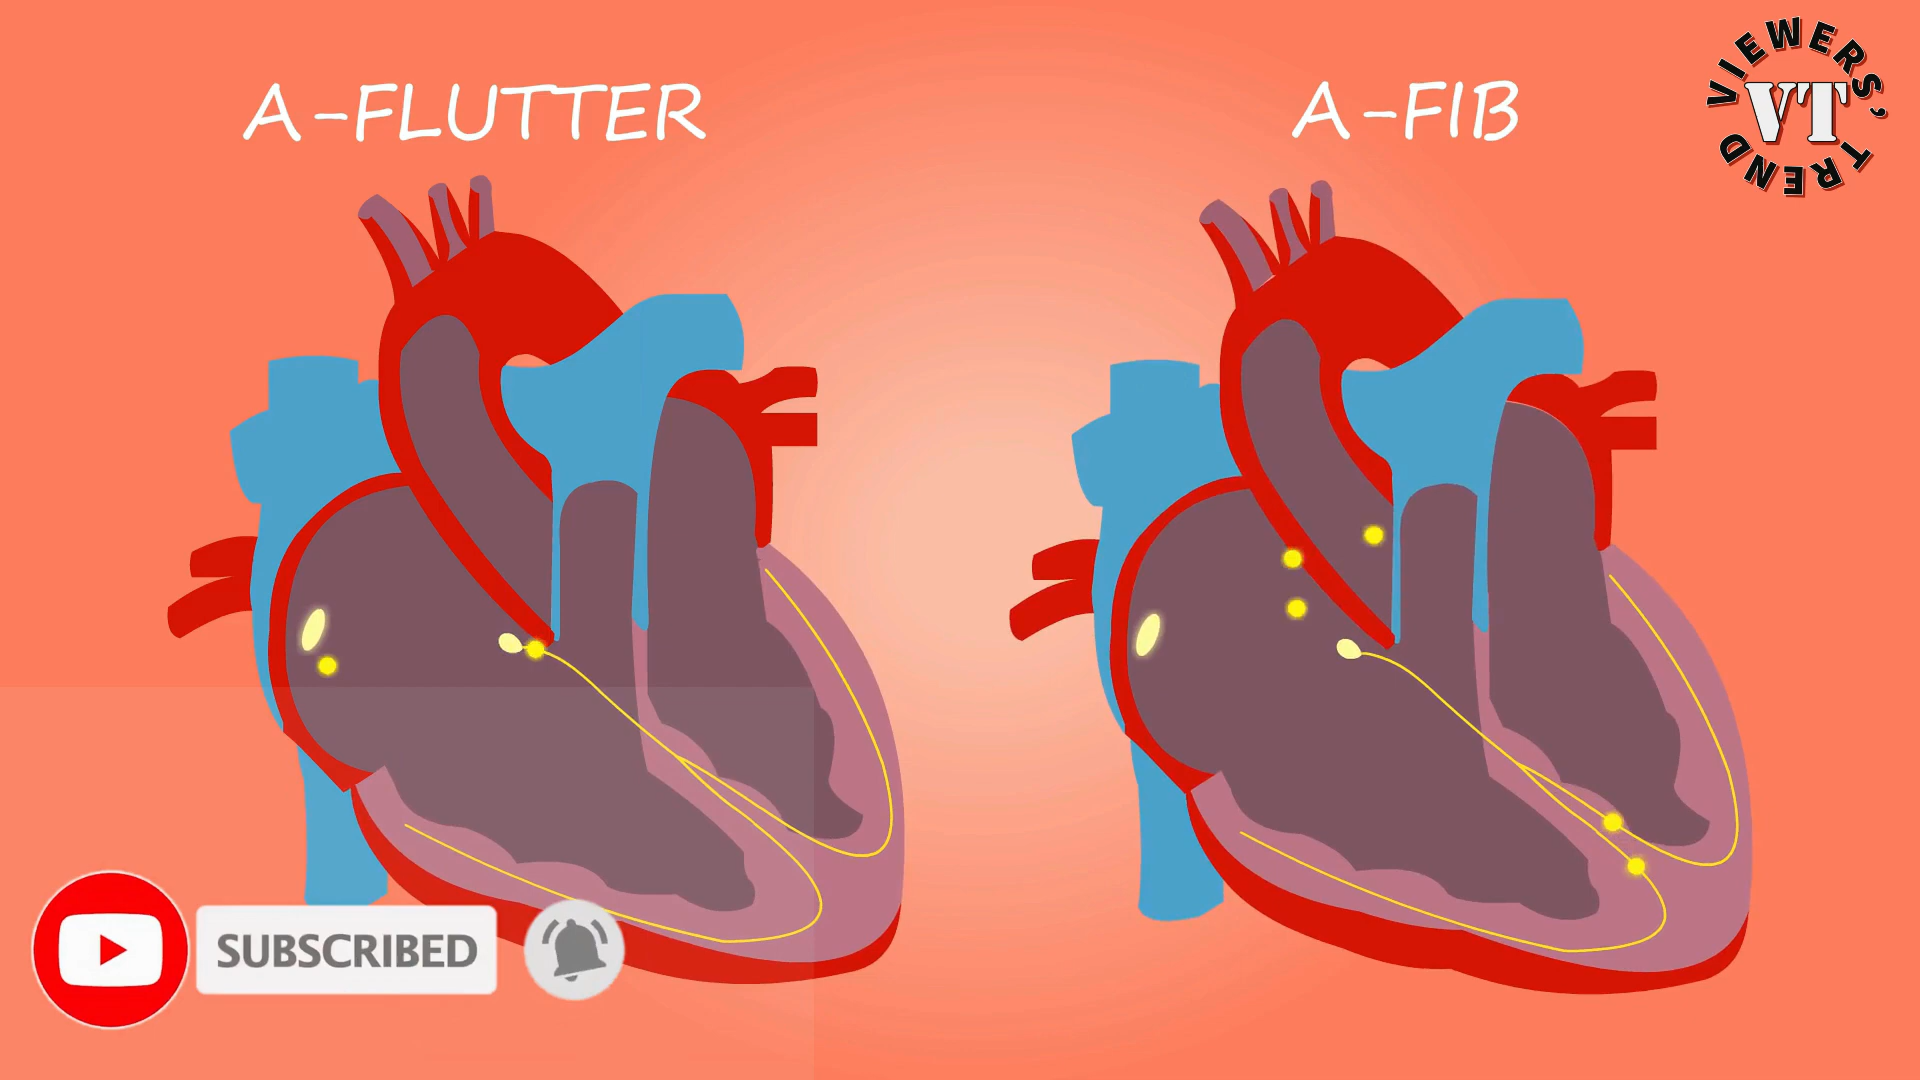 A-FLUTTER
A-FIB
VIEWERS' TREND
VT
SUBSCRIBED